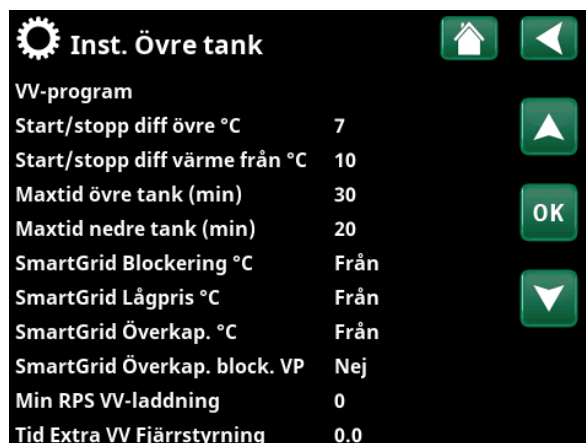 Inst. Övre tank
VV-program
Start/stopp diff övre °C 7
Start/stopp diff värme från °C 10
Maxtid övre tank (min) 30
Maxtid nedre tank (min) 20
OK
SmartGrid Blockering °C Från
SmartGrid Lågpris °C Från
SmartGrid Överkap. °C Från
SmartGrid Överkap. block. VP Nej
Min RPS VV-laddning 0
Tid Extra VV Fjärrstyrning 0.0